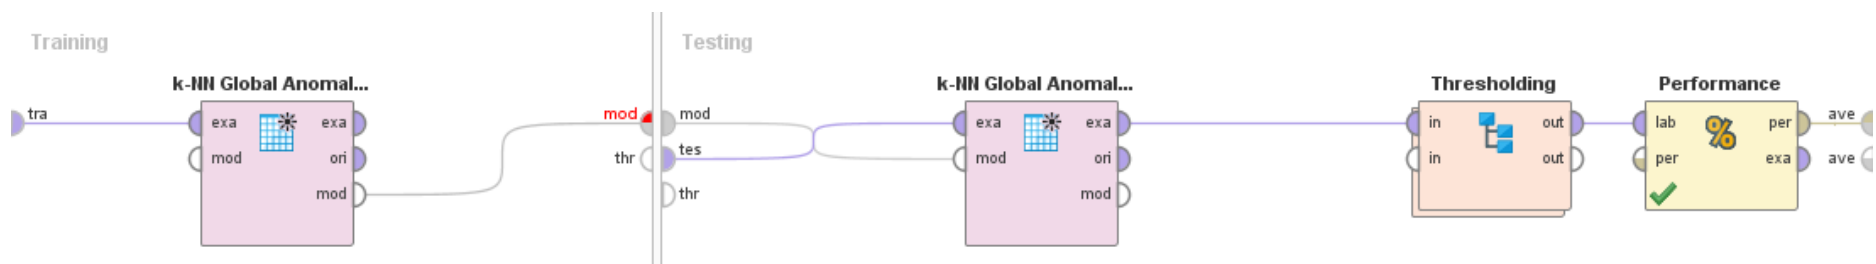 Training
Testing
k-NN Global Anomal...
k-NN Global Anomal...
Thresholding
Performance
tra
exa
exa
mod
mod
exa
exa
in
out
lab
per
ave
mod
ori
thr
tes
mod
ori
in
out
per
exa
ave
mod
thr
mod
%